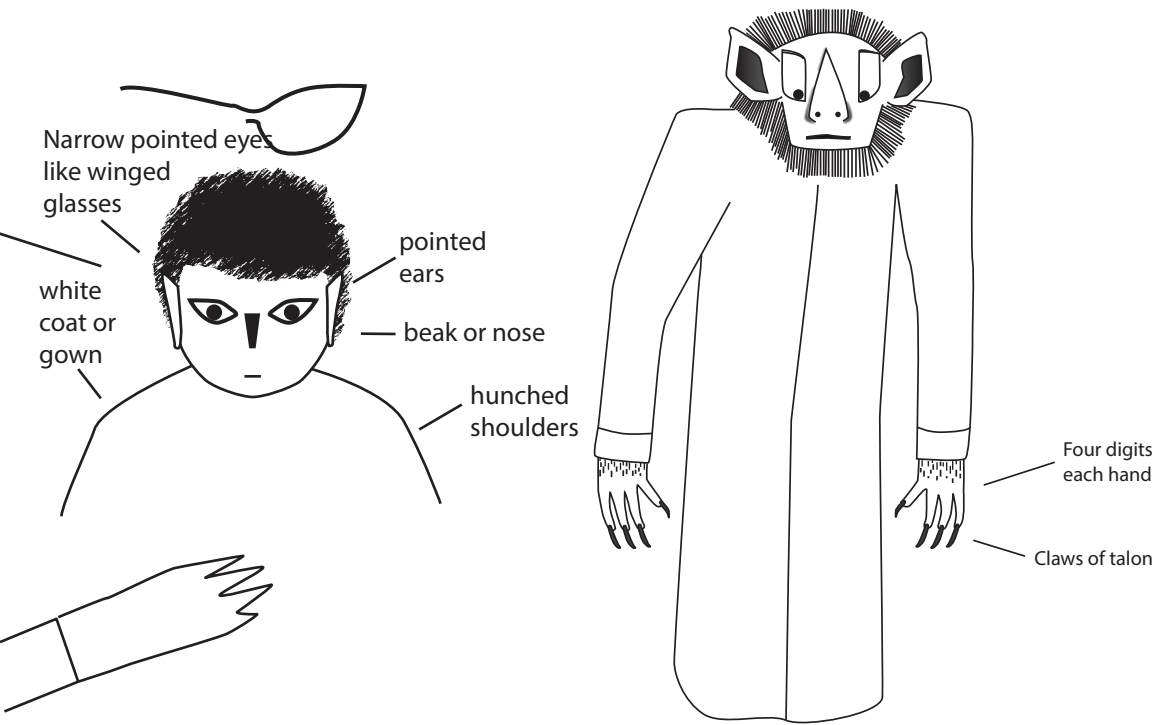 Narrow pointed eyes
like winged
glasses
pointed
ears
white
coat or
gown
beak or nose
hunched
shoulders
Four digits
each hand
Claws of talon